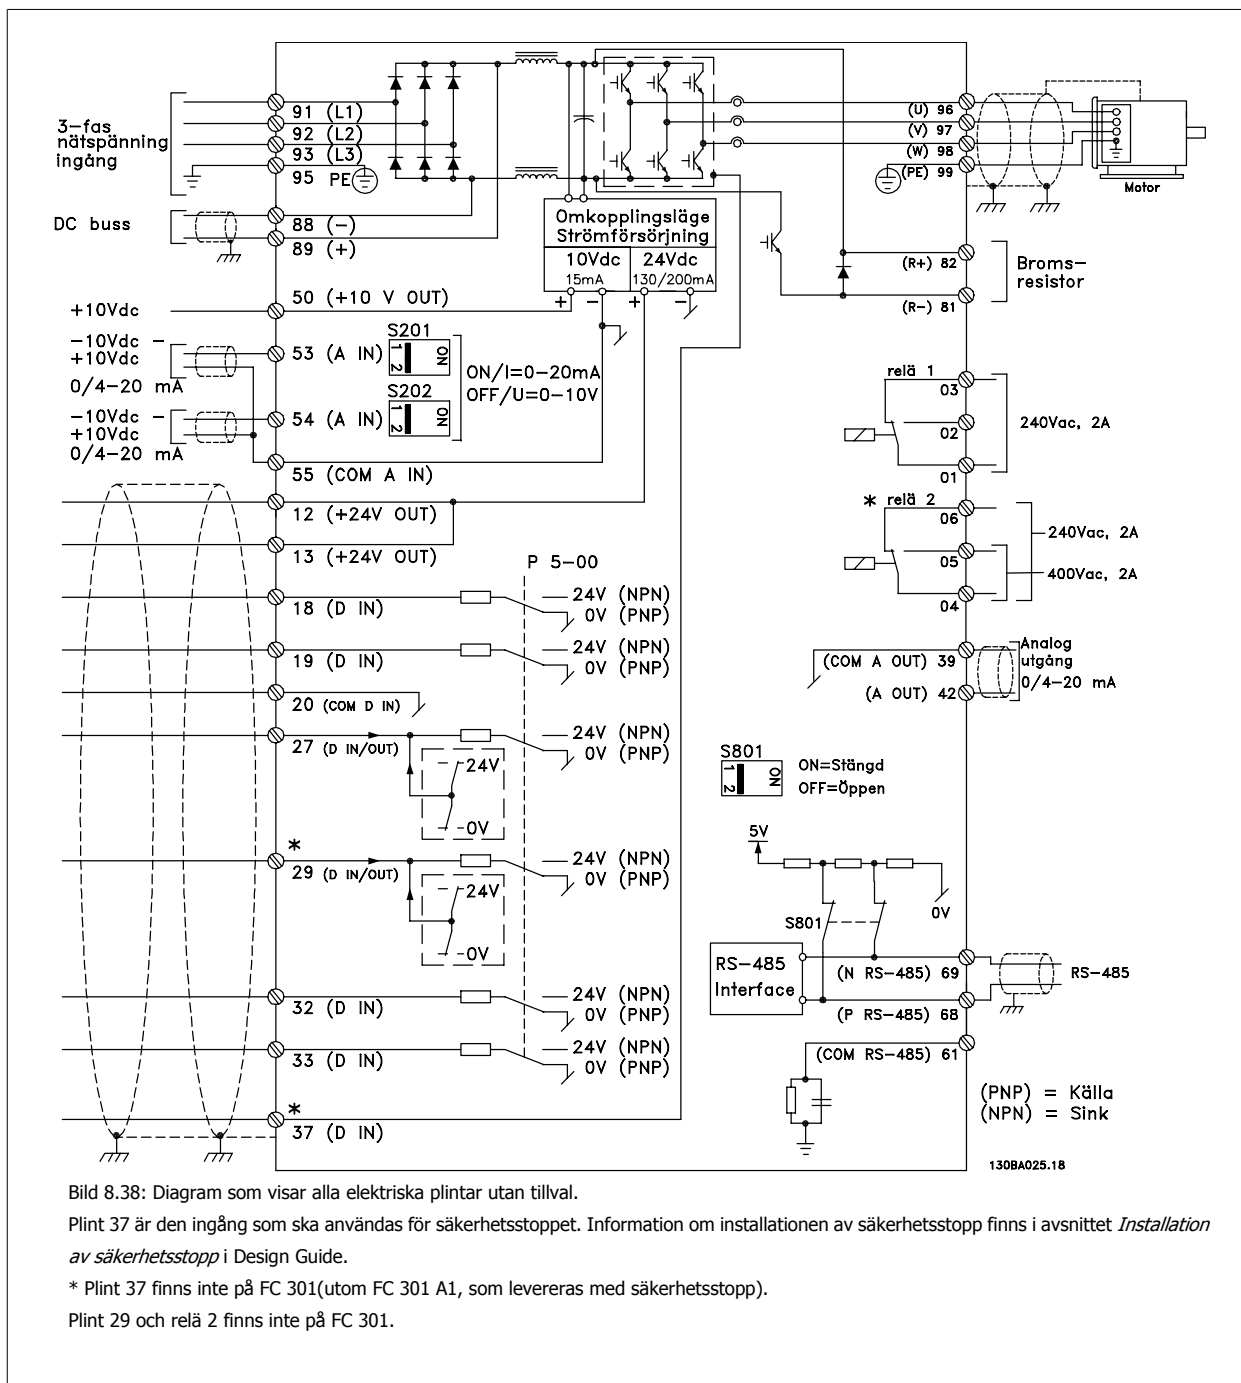 3-fas
nätspänning
ingång
91 (L1)
92 (L2)
93 (L3)
95 PE
DC buss
88 (-)
89 (+)
Omkopplingsläge
Strömförsörjning
10Vdc
15mA
24Vdc
130/200mA
+ - + -
(U) 96
(V) 97
(W) 98
(PE) 99
Motor
(R+) 82
(R-) 81
Broms-
resistor
+10Vdc
50 (+10 V OUT)
-10Vdc -
+10Vdc
0/4-20 mA
53 (A IN)
S201
1 2
ON
ON/I=0-20mA
OFF/U=0-10V
-10Vdc -
+10Vdc
0/4-20 mA
54 (A IN)
S202
1 2
ON
55 (COM A IN)
12 (+24V OUT)
13 (+24V OUT)
P 5-00
18 (D IN)
24V (NPN)
0V (PNP)
19 (D IN)
24V (NPN)
0V (PNP)
20 (COM D IN)
27 (D IN/OUT)
24V (NPN)
0V (PNP)
24V
0V
*
29 (D IN/OUT)
24V (NPN)
0V (PNP)
24V
0V
32 (D IN)
24V (NPN)
0V (PNP)
33 (D IN)
24V (NPN)
0V (PNP)
*
37 (D IN)
relä 1
03
02
01
240Vac, 2A
* relä 2
06
05
04
240Vac, 2A
400Vac, 2A
(COM A OUT) 39
(A OUT) 42
Analog
utgång
0/4-20 mA
S801
1 2
ON
ON=Stängd
OFF=Öppen
5V
0V
S801
RS-485
Interface
(N RS-485) 69
(P RS-485) 68
RS-485
(COM RS-485) 61
(PNP) = Källa
(NPN) = Sink
130BA025.18
Bild 8.38: Diagram som visar alla elektriska plintar utan tillval.
Plint 37 är den ingång som ska användas för säkerhetsstoppet. Information om installationen av säkerhetsstopp finns i avsnittet Installation
av säkerhetsstopp i Design Guide.
* Plint 37 finns inte på FC 301(utom FC 301 A1, som levereras med säkerhetsstopp).
Plint 29 och relä 2 finns inte på FC 301.